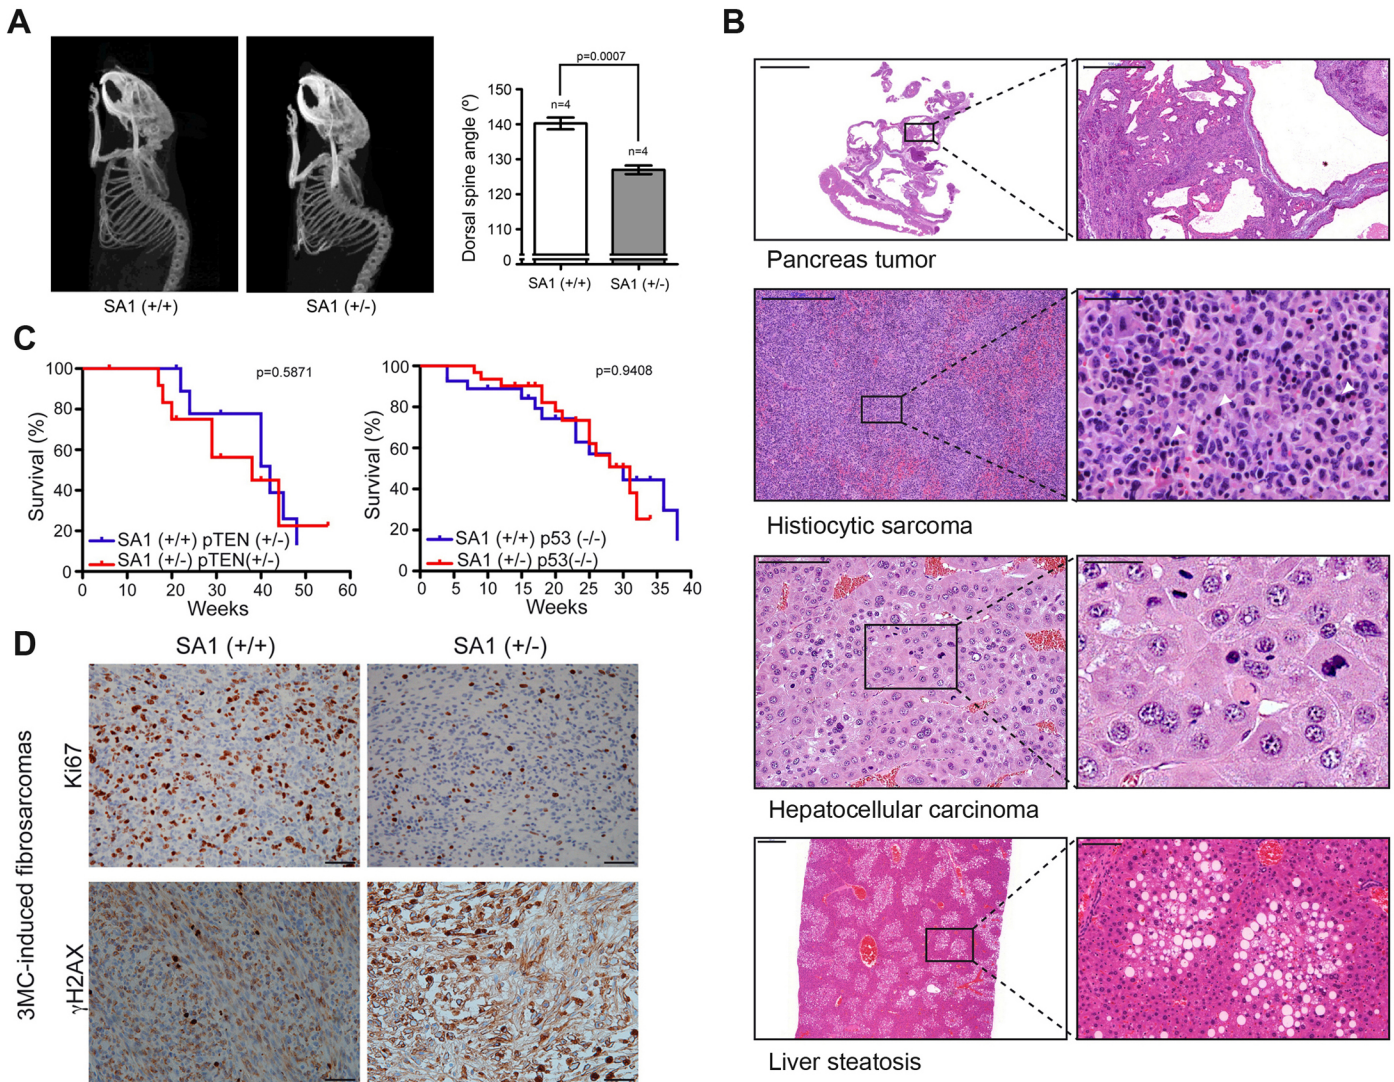 A
SA1 (+/+)
SA1 (+/-)
Dorsal spine angle (º)
150
140
130
120
110
0
p=0.0007
n=4
n=4
SA1 (+/+)
SA1 (+/-)
B
Pancreas tumor
Histiocytic sarcoma
Hepatocellular carcinoma
Liver steatosis
C
Survival (%)
100
80
60
40
20
0
p=0.5871
SA1 (+/+) pTEN (+/-)
SA1 (+/-) pTEN(+/-)
0 10 20 30 40 50 60
Weeks
Survival (%)
100
80
60
40
20
0
p=0.9408
SA1 (+/+) p53 (-/-)
SA1 (+/-) p53(-/-)
0 5 10 15 20 25 30 35 40
Weeks
D
SA1 (+/+)
SA1 (+/-)
3MC-induced fibrosarcomas
Ki67
γH2AX